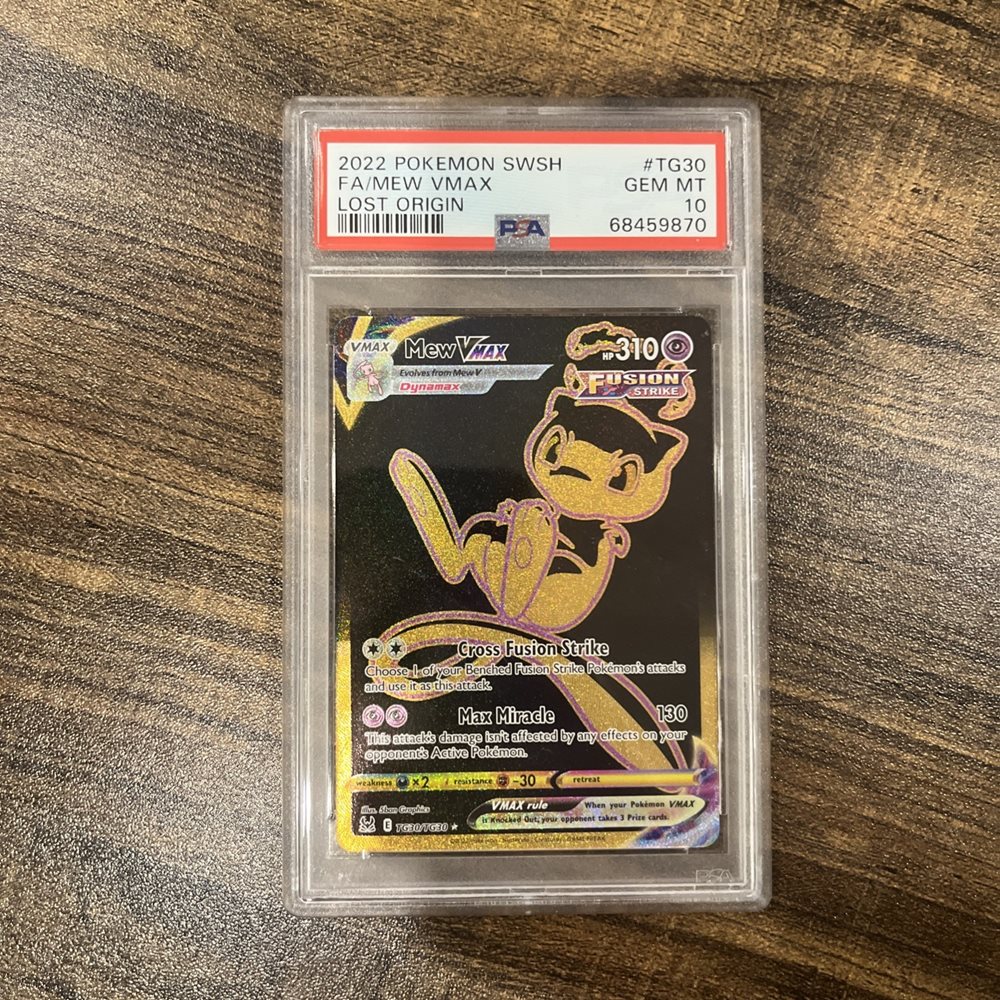 2022 POKEMON SWSH #TG30
FA/MEW VMAX GEM MT
LOST ORIGIN 10
PSA 68459870
VMAX Mew VMAX HP 310
Evolves from Mew V
Dynamax
FUSION
STRIKE
Cross Fusion Strike
Choose 1 of your Benched Fusion Strike Pokémon's attacks
and use it as this attack.
Max Miracle 130
This attack's damage isn't affected by any effects on your
opponent's Active Pokémon.
weakness ×2 resistance -30 retreat
Illus. 5ban Graphics
VMAX rule When your Pokémon VMAX
is Knocked Out, your opponent takes 3 Prize cards.
E TG30/TG30 ★
PSA